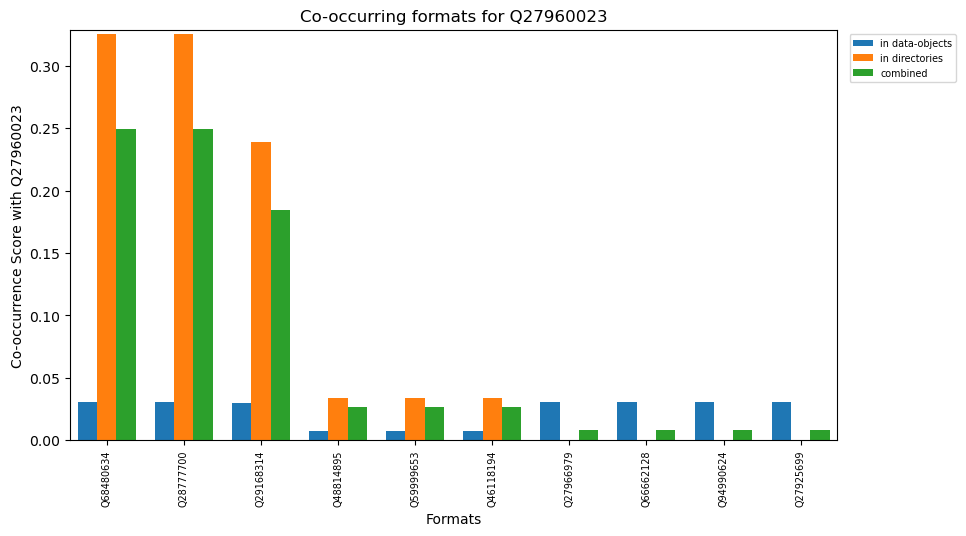 Co-occurring formats for Q27960023
in data-objects
in directories
combined
Co-occurrence Score with Q27960023
0.30
0.25
0.20
0.15
0.10
0.05
0.00
Q68480634
Q28777700
Q29168314
Q48814895
Q59999653
Q46118194
Q27966979
Q66662128
Q94990624
Q27925699
Formats